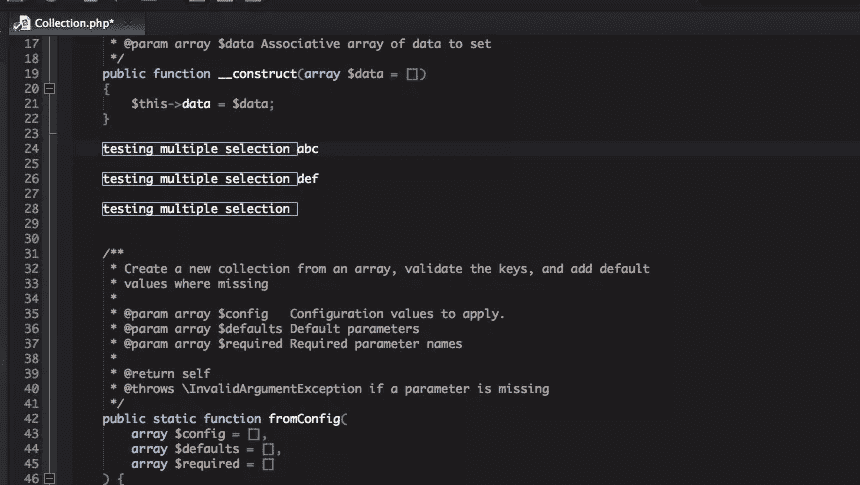 Collection.php*
17 * @param array $data Associative array of data to set
18 */
19 public function __construct(array $data = [])
20 {
21 $this->data = $data;
22 }
23
24 testing multiple selection abc
25
26 testing multiple selection def
27
28 testing multiple selection
29
30
31 /**
32 * Create a new collection from an array, validate the keys, and add default
33 * values where missing
34 *
35 * @param array $config   Configuration values to apply.
36 * @param array $defaults Default parameters
37 * @param array $required Required parameter names
38 *
39 * @return self
40 * @throws \InvalidArgumentException if a parameter is missing
41 */
42 public static function fromConfig(
43 array $config = [],
44 array $defaults = [],
45 array $required = []
46 ) {